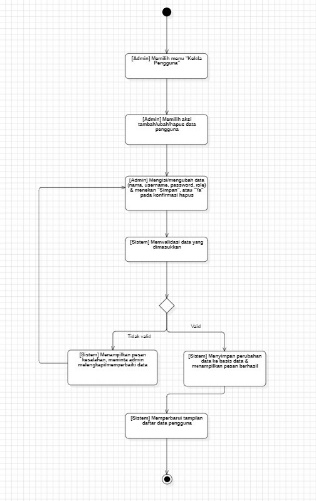 [Admin] Memilih menu "Kelola
Pengguna"
[Admin] Memilih aksi
tambah/ubah/hapus data
pengguna
[Admin] Mengisi/mengubah data
(nama, username, password, role)
& menekan "Simpan", atau "Ya"
pada konfirmasi hapus
[Sistem] Memvalidasi data yang
dimasukkan
Tidak valid
Valid
[Sistem] Menampilkan pesan
kesalahan, meminta admin
melengkapi/memperbaiki data
[Sistem] Menyimpan perubahan
data ke basis data &
menampilkan pesan berhasil
[Sistem] Memperbarui tampilan
daftar data pengguna